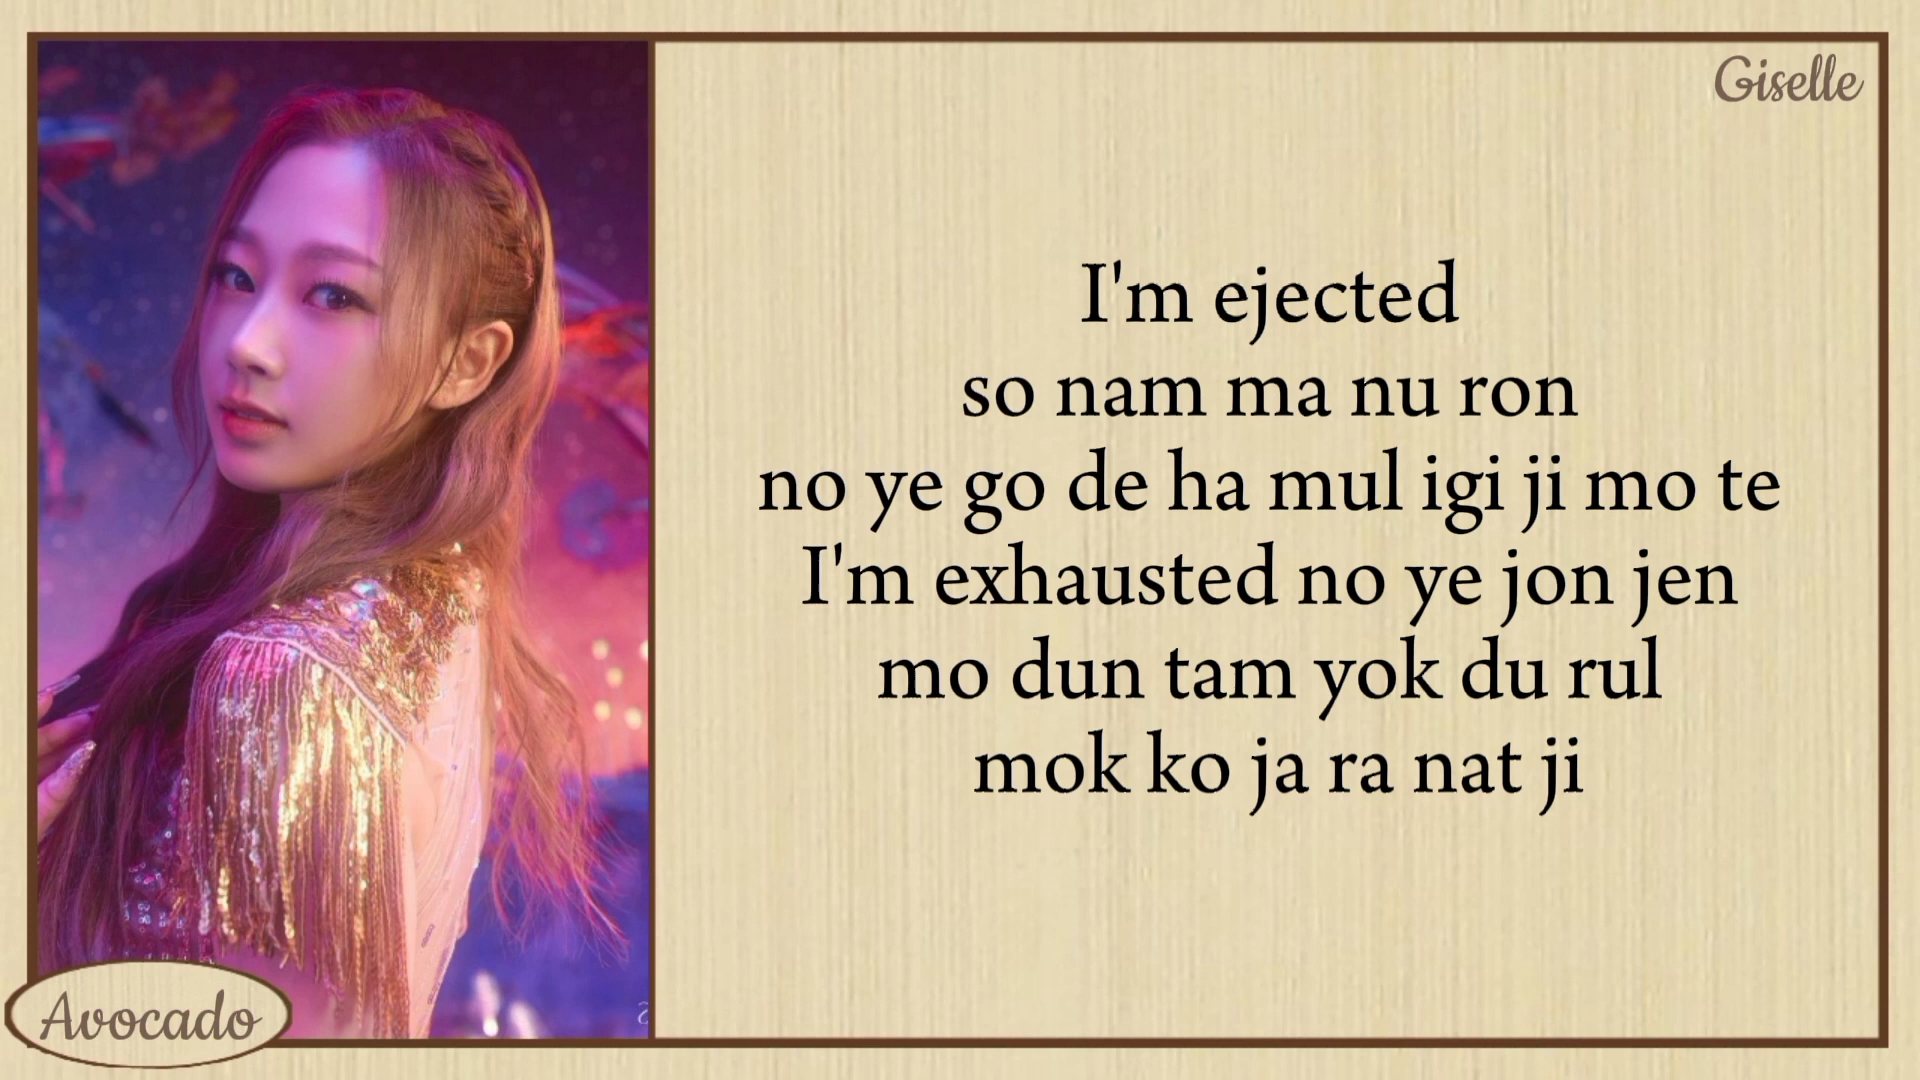 Giselle
I'm ejected
so nam ma nu ron
no ye go de ha mul igi ji mo te
I'm exhausted no ye jon jen
mo dun tam yok du rul
mok ko ja ra nat ji
Avocado